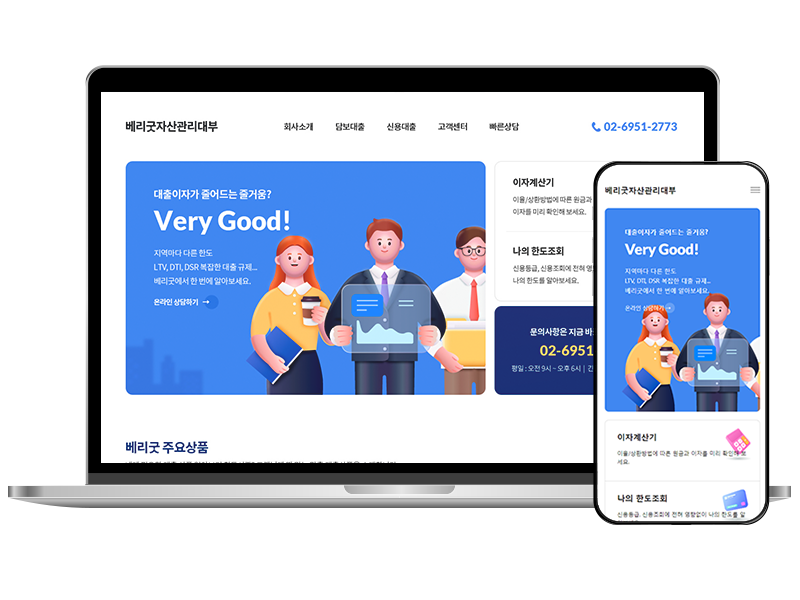 베리굿자산관리대부
회사소개 담보대출 신용대출 고객센터 빠른상담
02-6951-2773
대출이자가 줄어드는 즐거움?
Very Good!
지역마다 다른 한도
LTV, DTI, DSR 복잡한 대출 규제...
베리굿에서 한 번에 알아보세요.
온라인 상담하기
이자계산기
이율/상환방법에 따른 원금과
이자를 미리 확인해 보세요.
나의 한도조회
신용등급, 신용조회에 전혀 영
나의 한도를 알아보세요.
문의사항은 지금 바
02-6951
평일 : 오전 9시 ~ 오후 6시 | 긴
베리굿 주요상품
베리굿자산관리대부
대출이자가 줄어드는 즐거움?
Very Good!
지역마다 다른 한도
LTV, DTI, DSR 복잡한 대출 규제...
베리굿에서 한 번에 알아보세요.
온라인 상담하기
이자계산기
이율/상환방법에 따른 원금과 이자를 미리 확인해 보
세요.
나의 한도조회
신용등급, 신용조회에 전혀 영향없이 나의 한도를 알